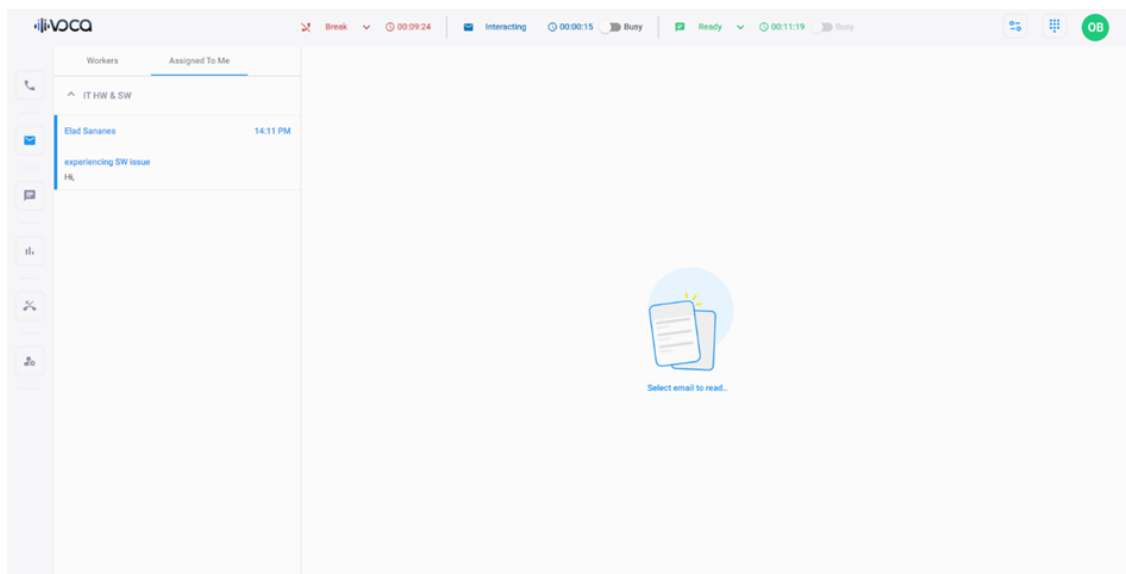 VOCA
Break 00:09:24 Interacting 00:00:15 Busy Ready 00:11:19 Busy OB
Workers Assigned To Me
IT HW & SW
Elad Sananes 14:11 PM
experiencing SW issue
Hi,
Select email to read..